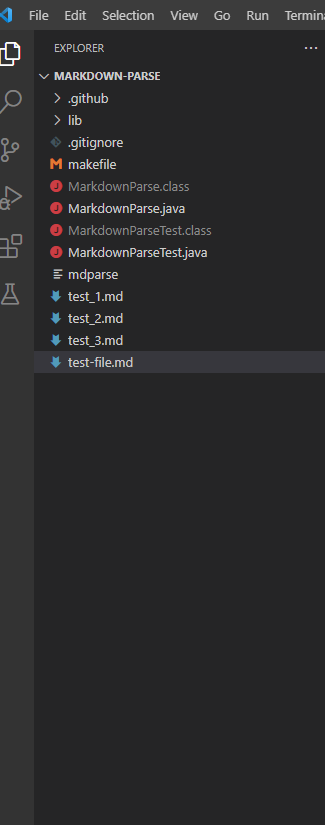 File Edit Selection View Go Run Terminal
EXPLORER ...
MARKDOWN-PARSE
.github
lib
.gitignore
makefile
MarkdownParse.class
MarkdownParse.java
MarkdownParseTest.class
MarkdownParseTest.java
mdparse
test_1.md
test_2.md
test_3.md
test-file.md